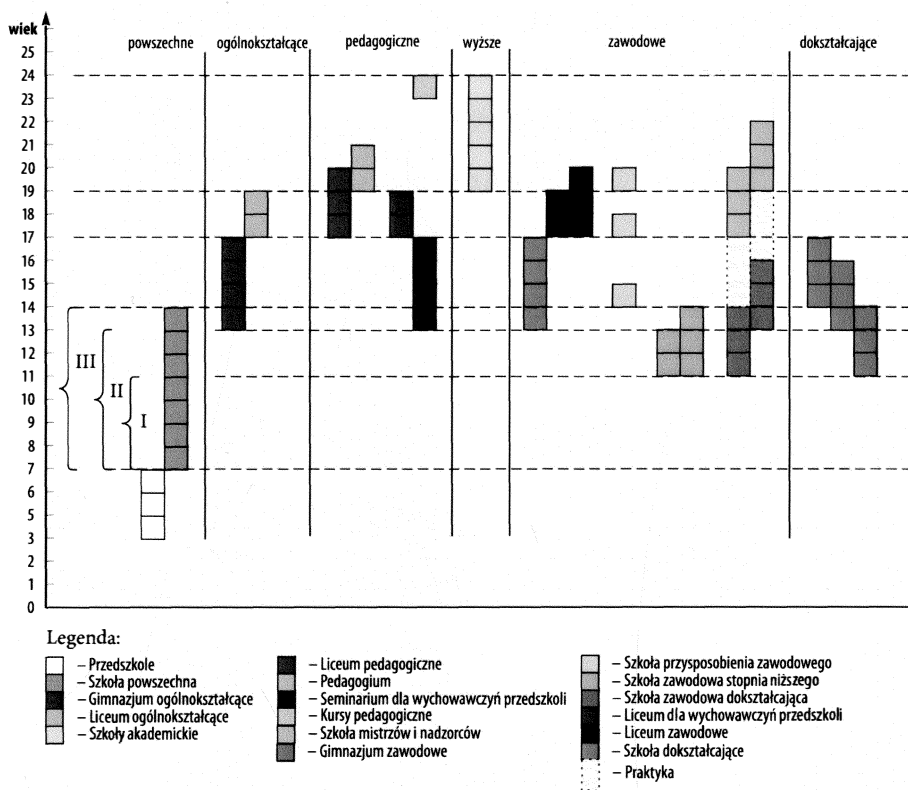 wiek
powszechne
ogólnokształcące
pedagogiczne
wyższe
zawodowe
dokształcające
25
24
23
22
21
20
19
18
17
16
15
14
13
12
11
10
9
8
7
6
5
3
2
1
0
III
II
I
Legenda:
– Przedszkole
– Szkoła powszechna
– Gimnazjum ogólnokształcące
– Liceum ogólnokształcące
– Szkoły akademickie
– Liceum pedagogiczne
– Pedagogium
– Seminarium dla wychowawczyń przedszkoli
– Kursy pedagogiczne
– Szkoła mistrzów i nadzorców
– Gimnazjum zawodowe
– Szkoła przysposobienia zawodowego
– Szkoła zawodowa stopnia niższego
– Szkoła zawodowa dokształcająca
– Liceum dla wychowawczyń przedszkoli
– Liceum zawodowe
– Szkoła dokształcające
– Praktyka